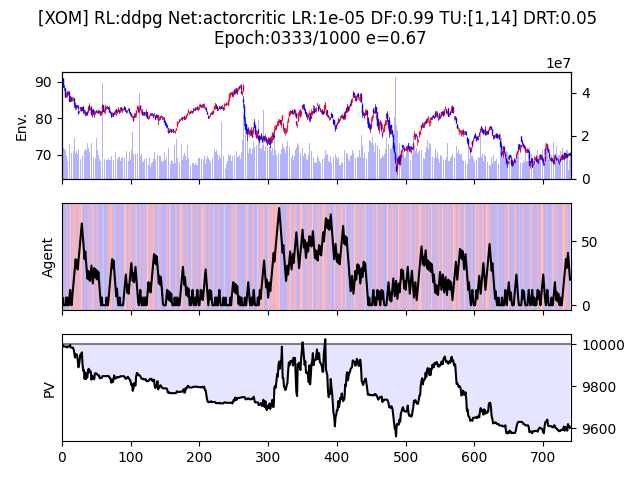 [XOM] RL:ddpg Net:actorcritic LR:1e-05 DF:0.99 TU:[1,14] DRT:0.05
Epoch:0333/1000 e=0.67
1e7
90
80
70
Env.
4
2
0
Agent
50
0
PV
10000
9800
9600
0 100 200 300 400 500 600 700